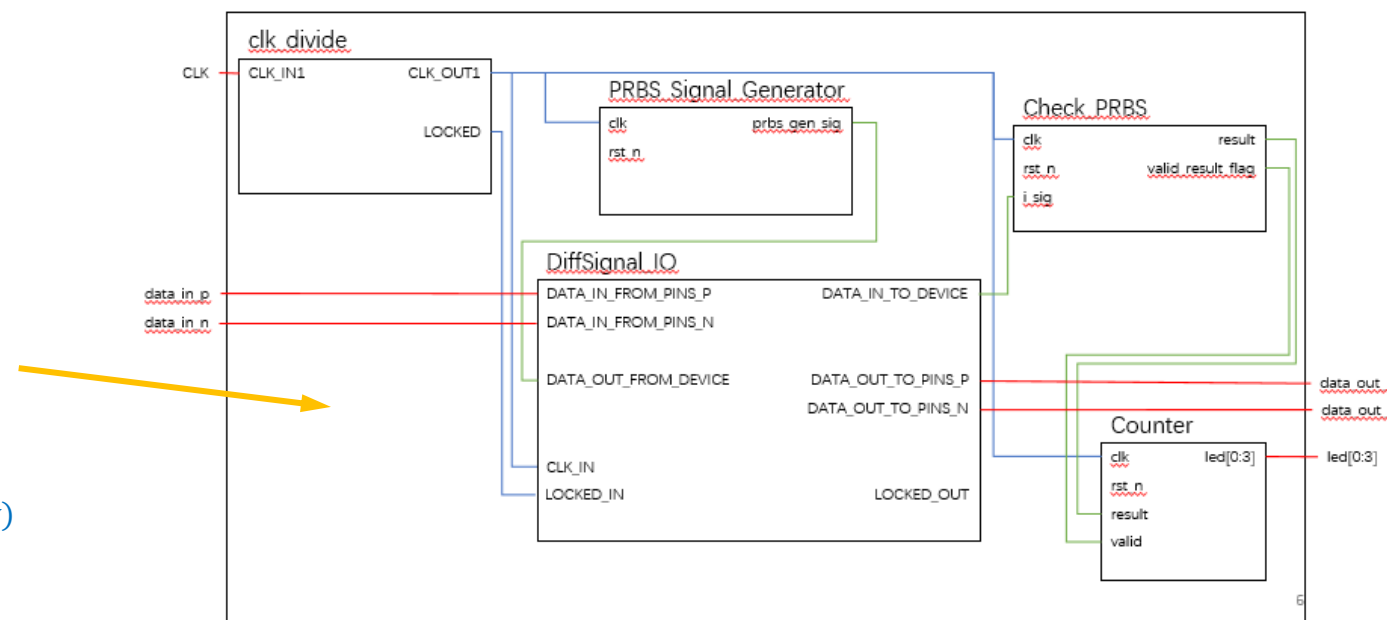 clk_divide
CLK
CLK_IN1
CLK_OUT1
LOCKED
PRBS_Signal_Generator
clk
prbs_gen_sig
rst_n
Check_PRBS
clk
result
rst_n
valid_result_flag
i_sig
DiffSignal_IO
data_in_p
DATA_IN_FROM_PINS_P
DATA_IN_TO_DEVICE
data_in_n
DATA_IN_FROM_PINS_N
DATA_OUT_FROM_DEVICE
DATA_OUT_TO_PINS_P
data_out_
DATA_OUT_TO_PINS_N
data_out_
CLK_IN
LOCKED_IN
LOCKED_OUT
Counter
clk
led[0:3]
led[0:3]
rst_n
result
valid
)
6